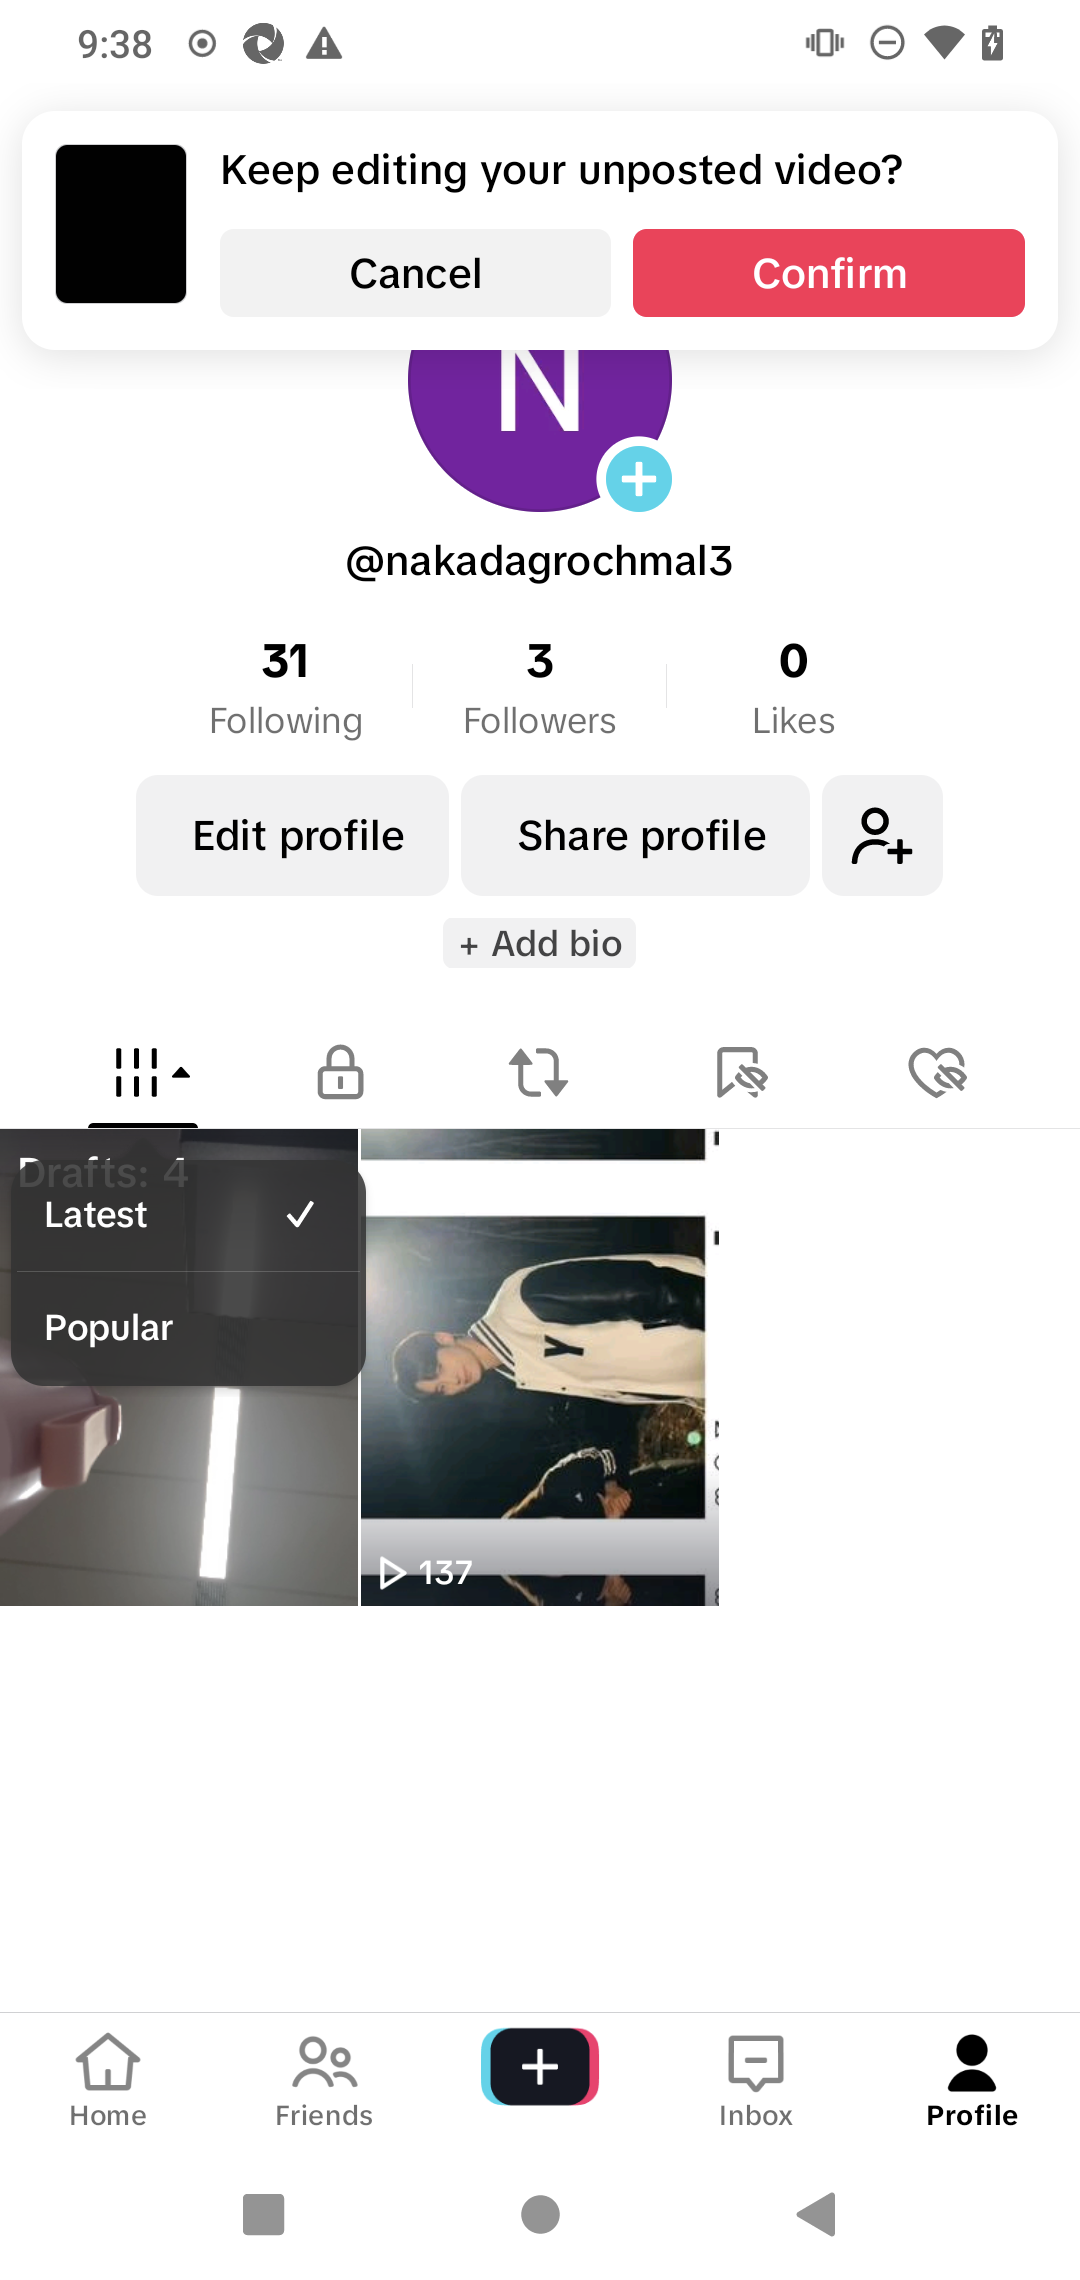 9:38
Keep editing your unposted video?
Cancel
Confirm
N
@nakadagrochmal3
31
3
0
Following
Followers
Likes
Edit profile
Share profile
+ Add bio
Drafts: 4
Latest
Popular
Y
137
Home
Friends
Inbox
Profile